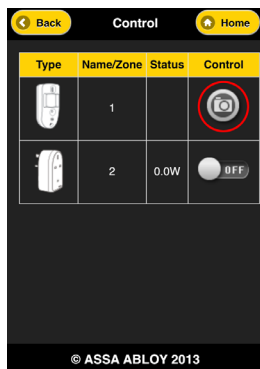 Back Control Home
Type Name/Zone Status Control
1
2 0.0W OFF
© ASSA ABLOY 2013